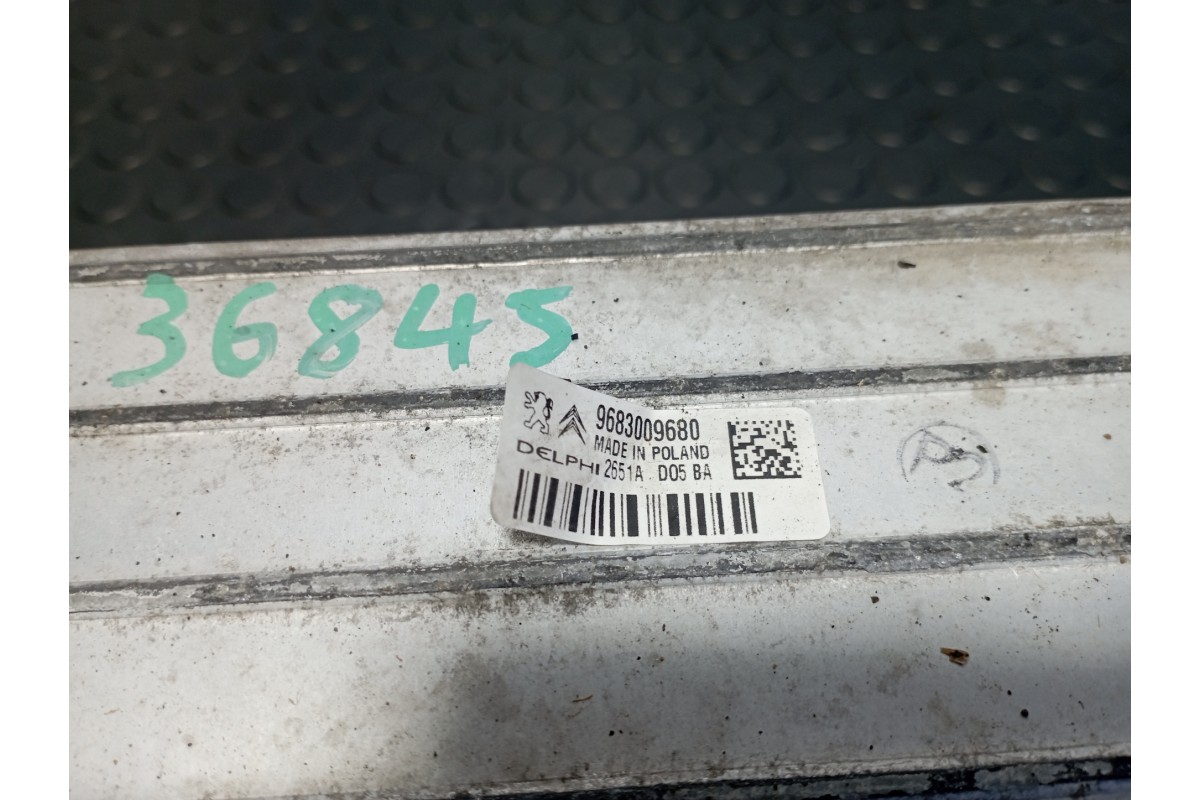 36845
9683009680
MADE IN POLAND
DELPHI 2651A D05 BA